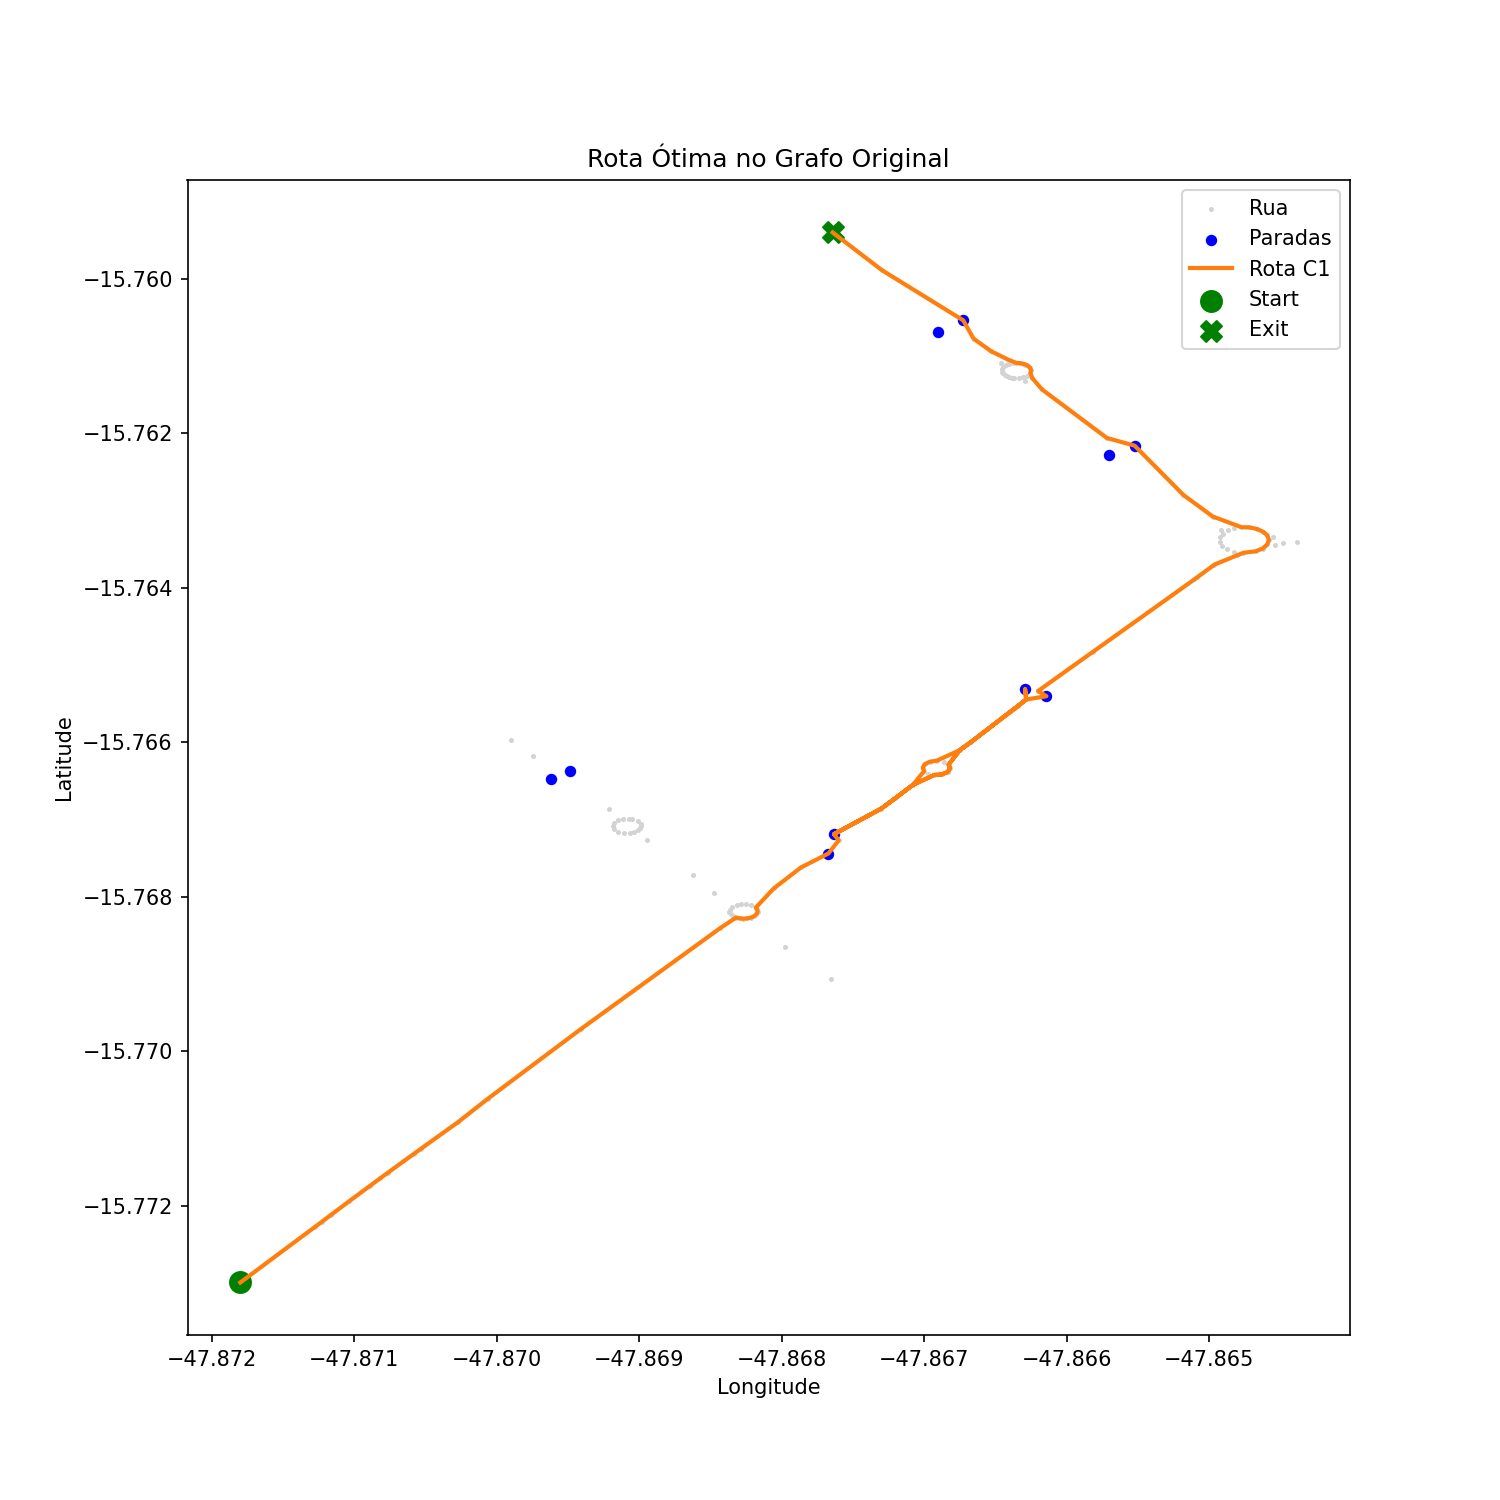 Rota Ótima no Grafo Original
Rua
Paradas
Rota C1
Start
Exit
−15.760
−15.762
−15.764
−15.766
−15.768
−15.770
−15.772
Latitude
−47.872
−47.871
−47.870
−47.869
−47.868
−47.867
−47.866
−47.865
Longitude